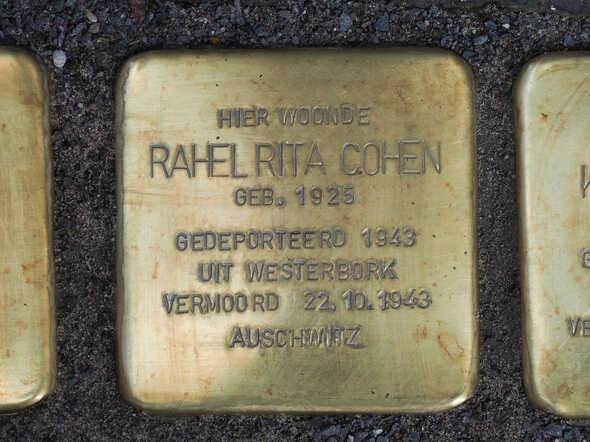 HIER WOONDE
RAHEL RITA COHEN
GEB. 1925
GEDEPORTEERD 1943
UIT WESTERBORK
VERMOORD 22.10.1943
AUSCHWITZ